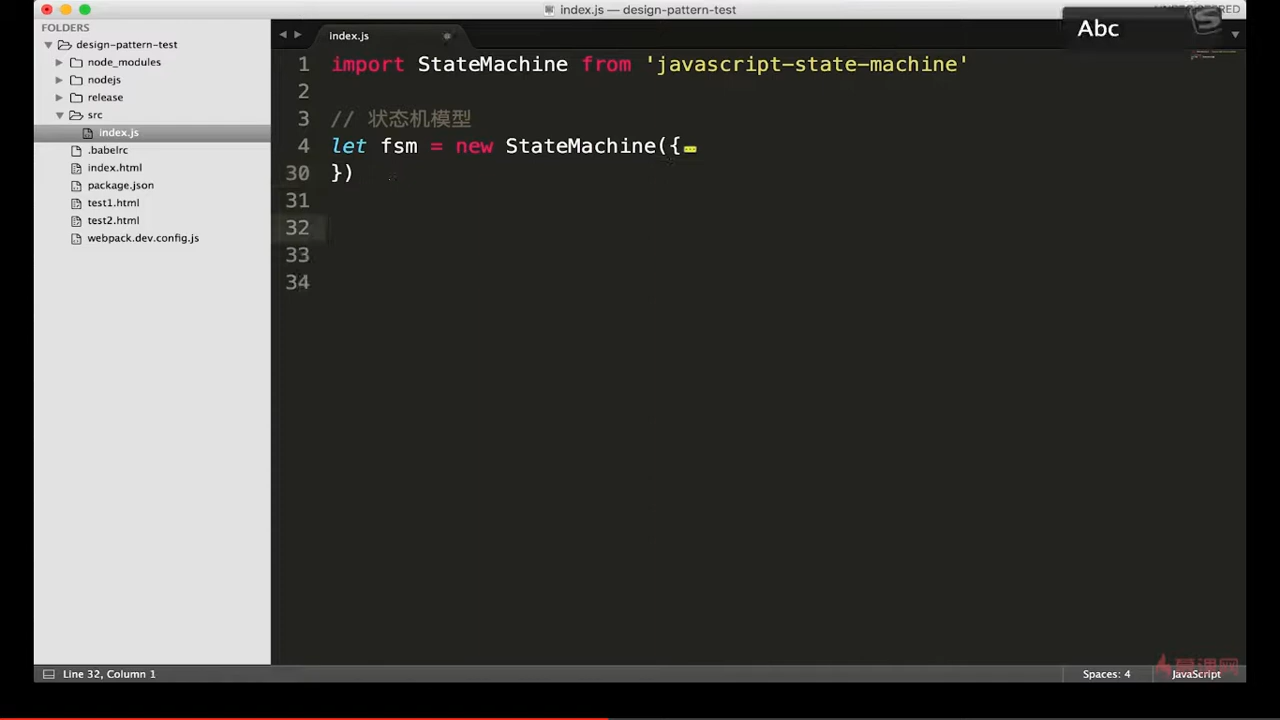 index.js — design-pattern-test
Abc
FOLDERS
design-pattern-test
node_modules
nodejs
release
src
index.js
.babelrc
index.html
package.json
test1.html
test2.html
webpack.dev.config.js
index.js
1 import StateMachine from 'javascript-state-machine'
2
3 // 状态机模型
4 let fsm = new StateMachine({
30 })
31
32
33
34
Line 32, Column 1
Spaces: 4
JavaScript
慕课网